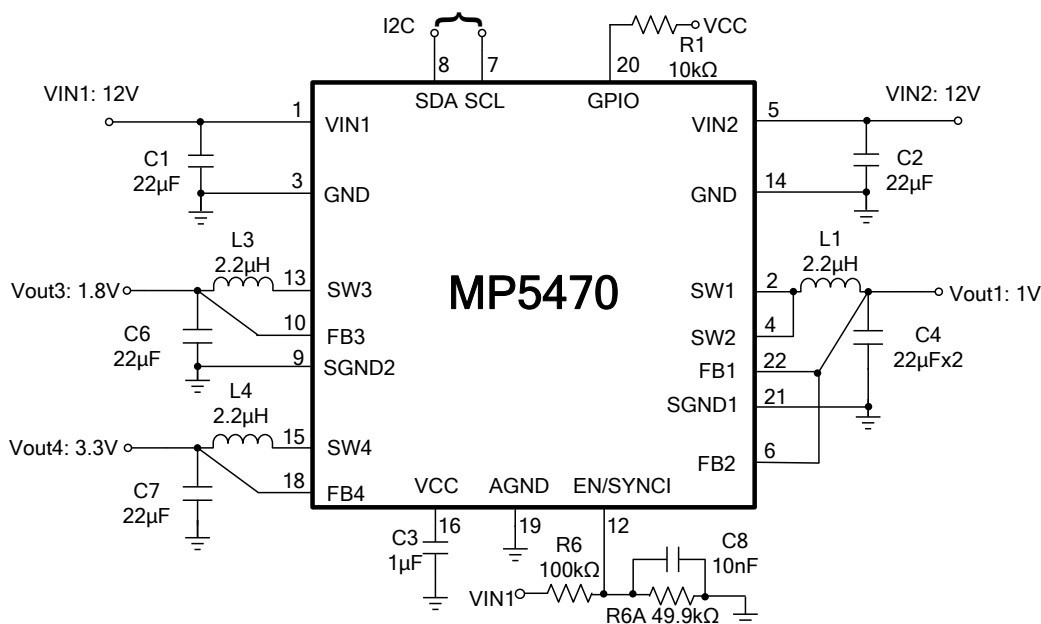 I2C
VCC
R1
10kΩ
8
7
20
SDA SCL
GPIO
VIN1: 12V
1
VIN1
VIN2
5
VIN2: 12V
C1
22µF
C2
22µF
3
GND
GND
14
L3
2.2µH
L1
2.2µH
MP5470
Vout3: 1.8V
13
SW3
SW1
2
Vout1: 1V
10
FB3
SW2
4
C6
22µF
C4
22µFx2
9
SGND2
FB1
22
L4
2.2µH
SGND1
21
Vout4: 3.3V
15
SW4
FB2
6
18
FB4
C7
22µF
VCC
AGND
EN/SYNCI
16
19
12
C3
1µF
R6
100kΩ
C8
10nF
VIN1
R6A 49.9kΩ